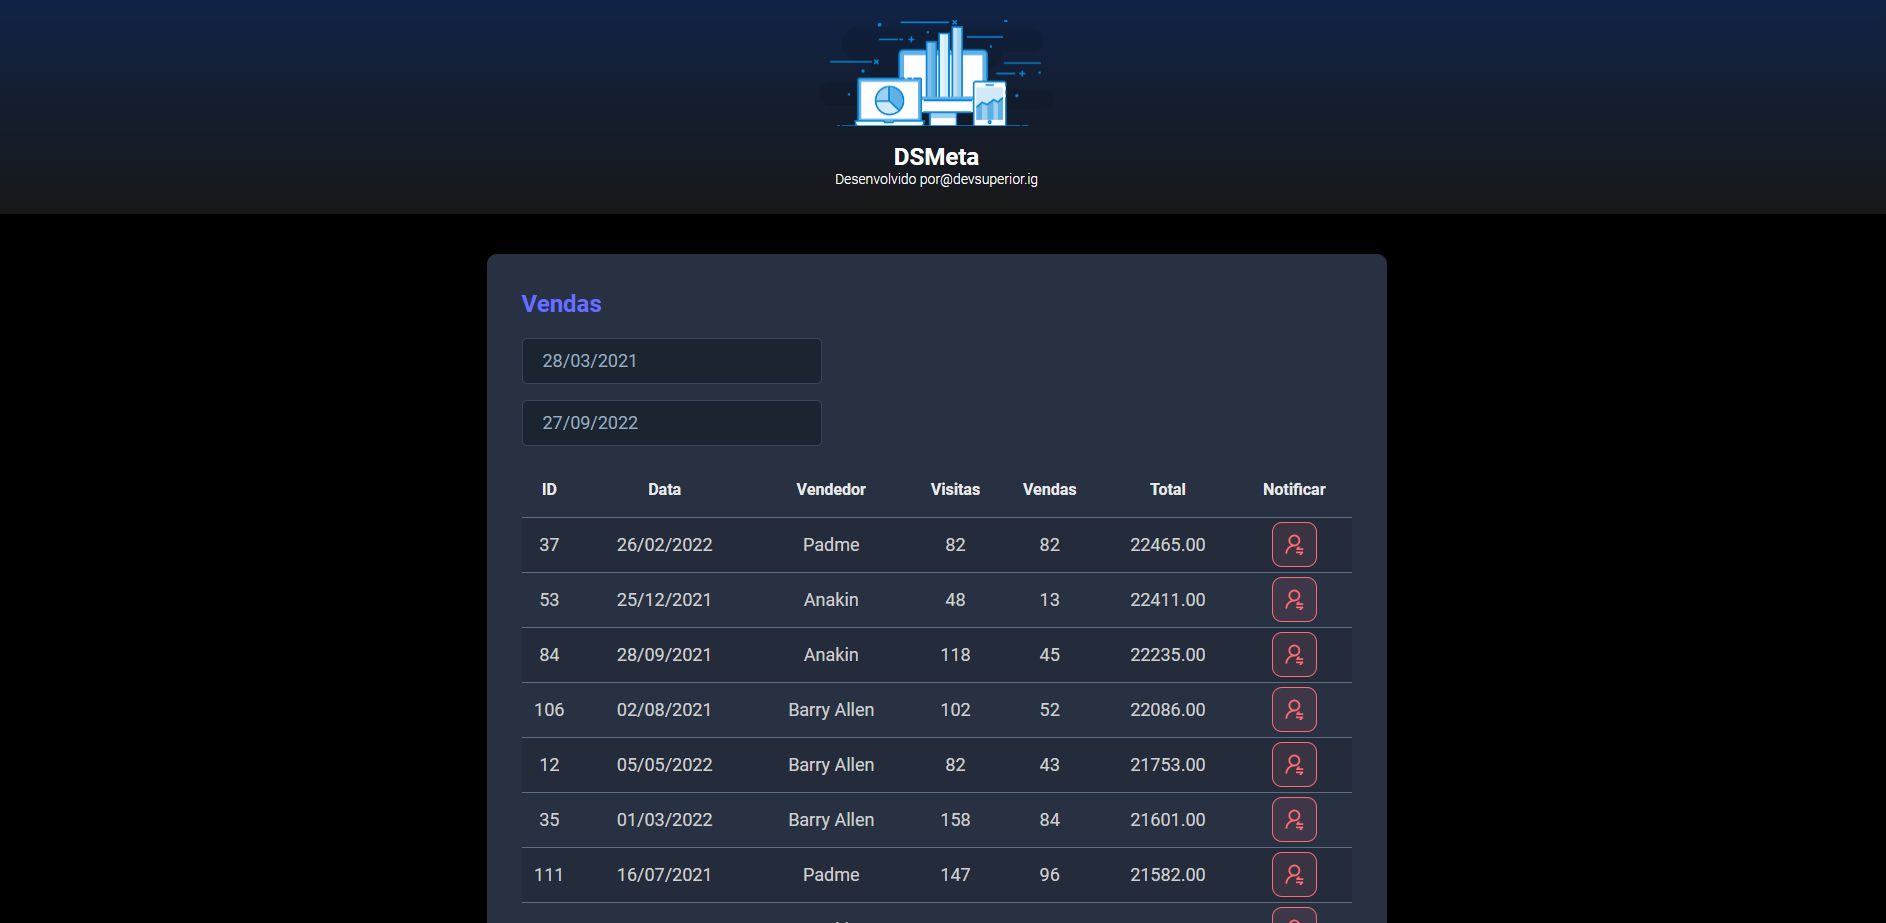 DSMeta
Desenvolvido por@devsuperior.ig
Vendas
28/03/2021
27/09/2022
ID Data Vendedor Visitas Vendas Total Notificar
37 26/02/2022 Padme 82 82 22465.00
53 25/12/2021 Anakin 48 13 22411.00
84 28/09/2021 Anakin 118 45 22235.00
106 02/08/2021 Barry Allen 102 52 22086.00
12 05/05/2022 Barry Allen 82 43 21753.00
35 01/03/2022 Barry Allen 158 84 21601.00
111 16/07/2021 Padme 147 96 21582.00